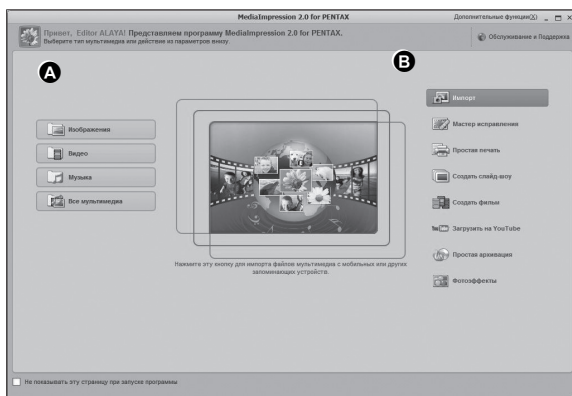 MediaImpression 2.0 for PENTAX
Дополнительные функции(X)
Привет, Editor ALAYA! Представляем программу MediaImpression 2.0 for PENTAX.
Выберите тип мультимедиа или действие из параметров внизу.
Обслуживание и Поддержка
A
B
Изображения
Видео
Музыка
Все мультимедиа
Нажмите эту кнопку для импорта файлов мультимедиа с мобильных или других
запоминающих устройств.
Импорт
Мастер исправления
Простая печать
Создать слайд-шоу
Создать фильм
Загрузить на YouTube
Простая архивация
Фотоэффекты
Не показывать эту страницу при запуске программы